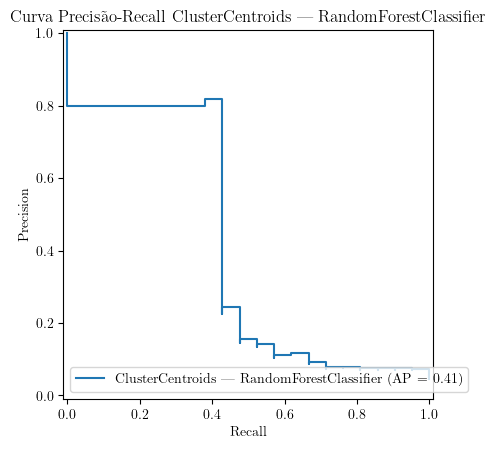 Curva Precisão-Recall ClusterCentroids — RandomForestClassifier
1.0
0.8
0.6
0.4
0.2
0.0
Precision
ClusterCentroids — RandomForestClassifier (AP = 0.41)
0.0 0.2 0.4 0.6 0.8 1.0
Recall